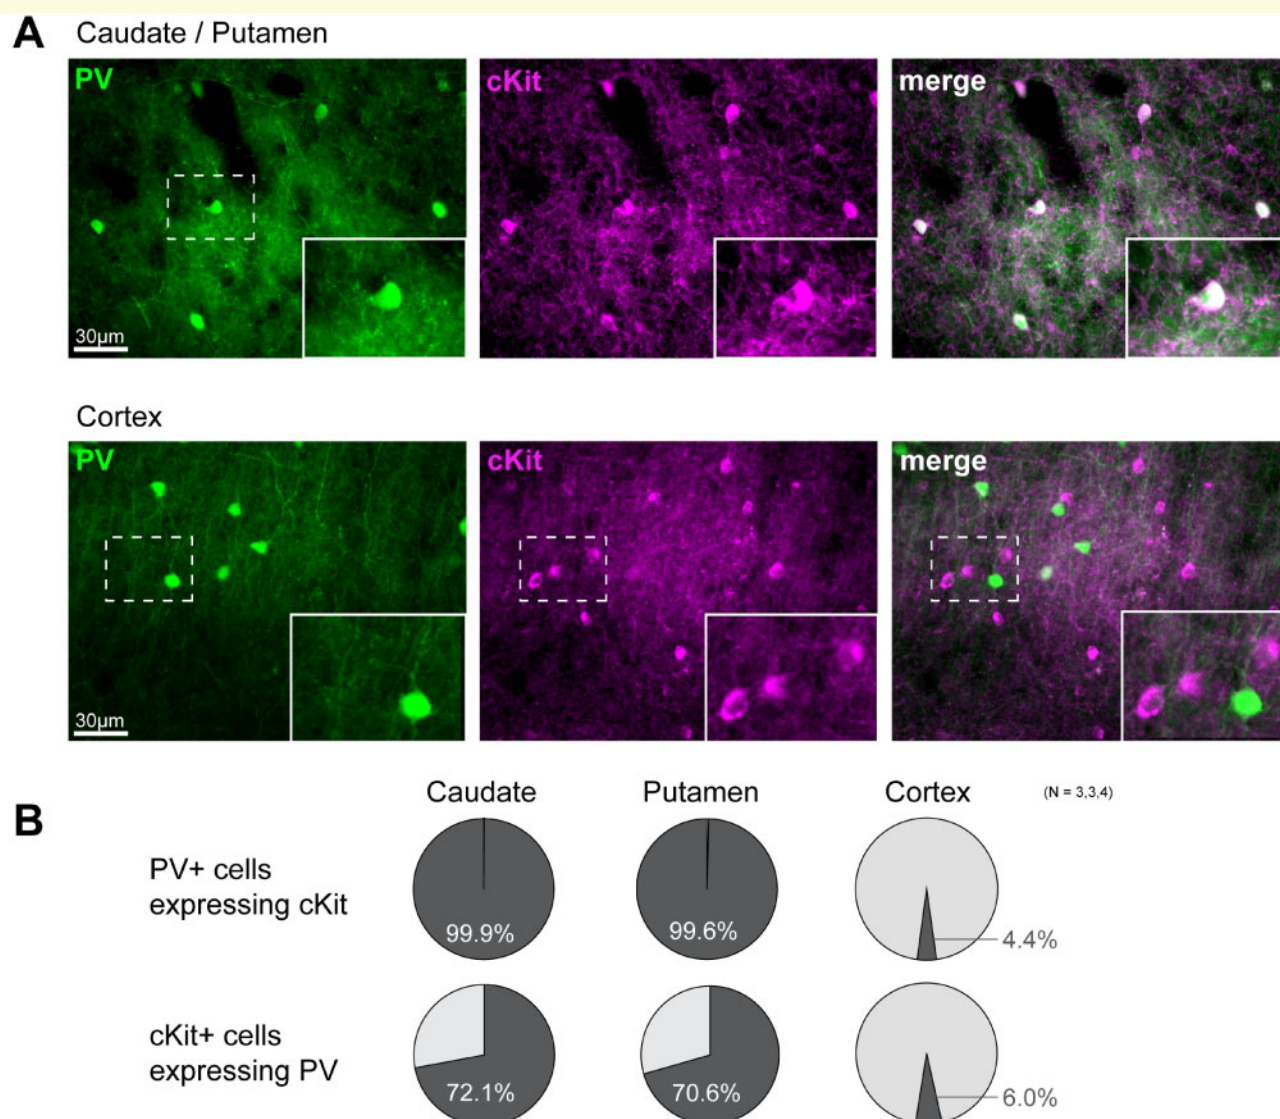 A
Caudate / Putamen
PV
cKit
merge
30µm
Cortex
PV
cKit
merge
30µm
B
Caudate
Putamen
Cortex
(N = 3,3,4)
PV+ cells
expressing cKit
99.9%
99.6%
4.4%
cKit+ cells
expressing PV
72.1%
70.6%
6.0%